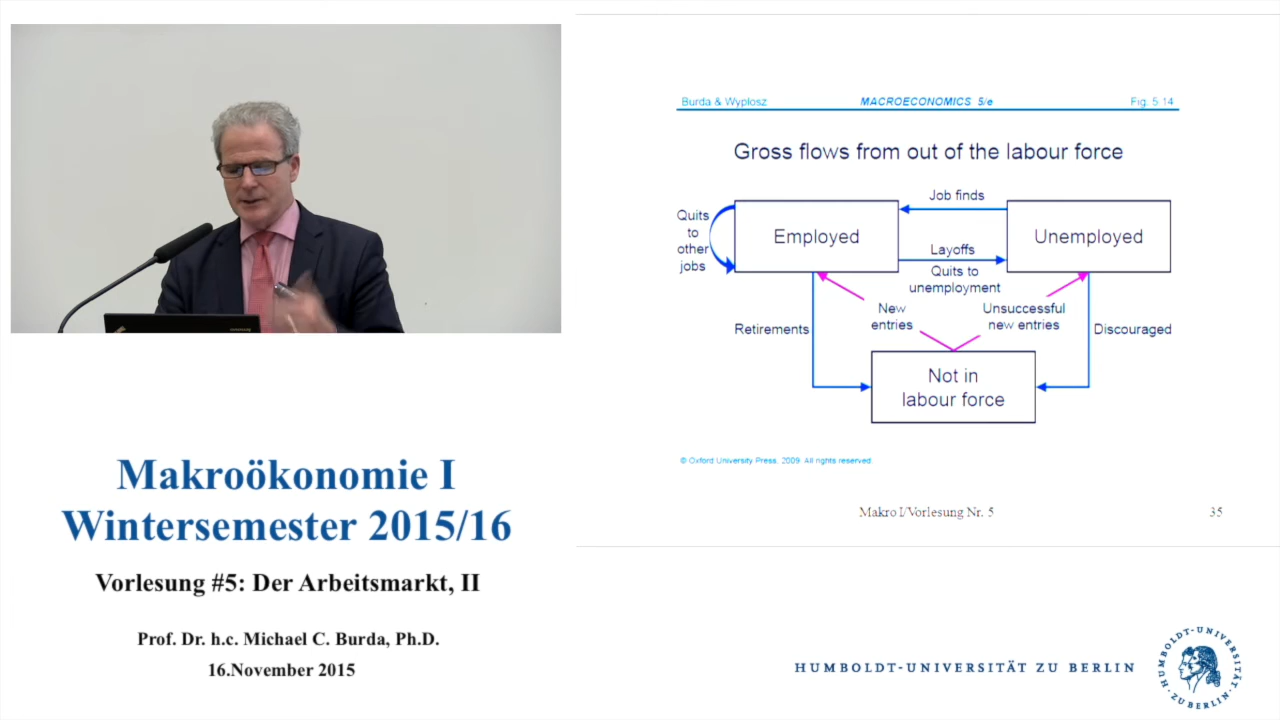 Burda & Wyplosz MACROECONOMICS 5/e Fig. 5.14
Gross flows from out of the labour force
Job finds
Quits
to
other
jobs
Employed
Unemployed
Layoffs
Quits to
unemployment
New
entries
Unsuccessful
new entries
Retirements
Discouraged
Not in
labour force
© Oxford University Press, 2009. All rights reserved.
Makro I/Vorlesung Nr. 5
35
Makroökonomie I
Wintersemester 2015/16
Vorlesung #5: Der Arbeitsmarkt, II
Prof. Dr. h.c. Michael C. Burda, Ph.D.
16.November 2015
HUMBOLDT-UNIVERSITÄT ZU BERLIN
HUMBOLDT-UNIVERSITÄT ZU BERLIN